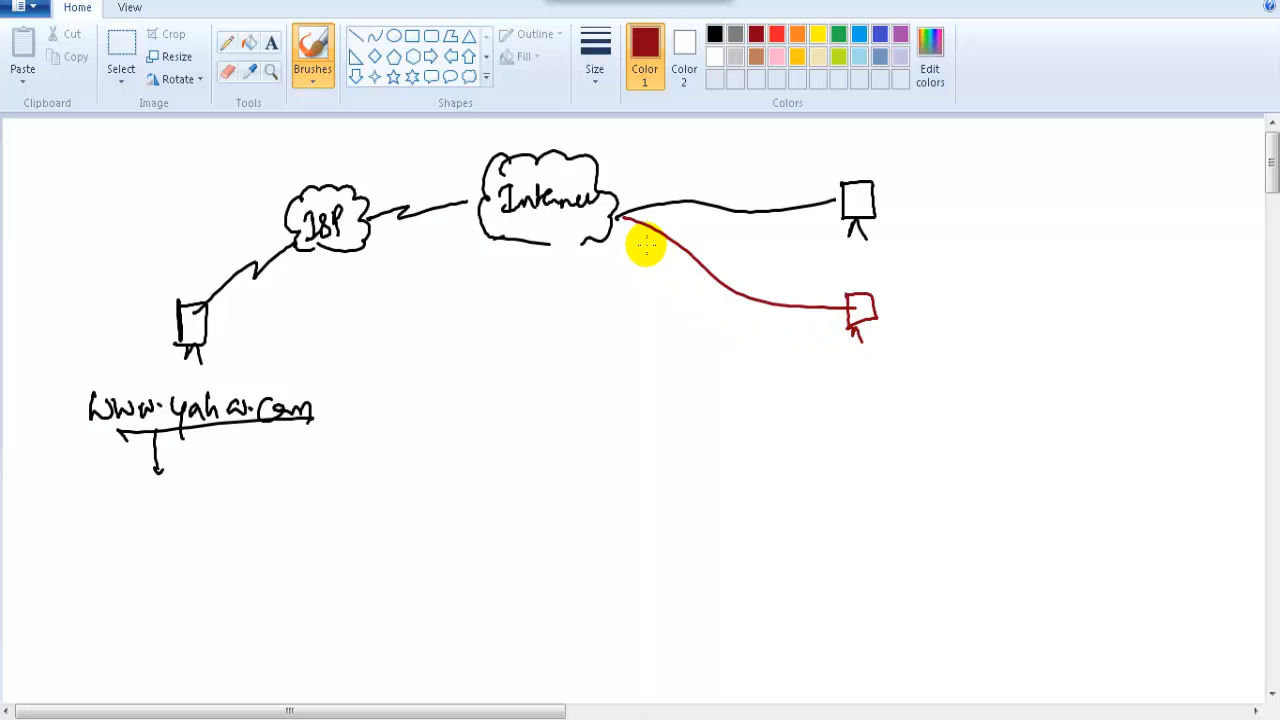 Home View
Paste
Cut
Copy
Clipboard
Select
Resize
Rotate
Image
Tools
Brushes
Shapes
Outline
Fill
Size
Color 1
Color 2
Edit colors
Colors
ISP
Internet
www.yahoo.com